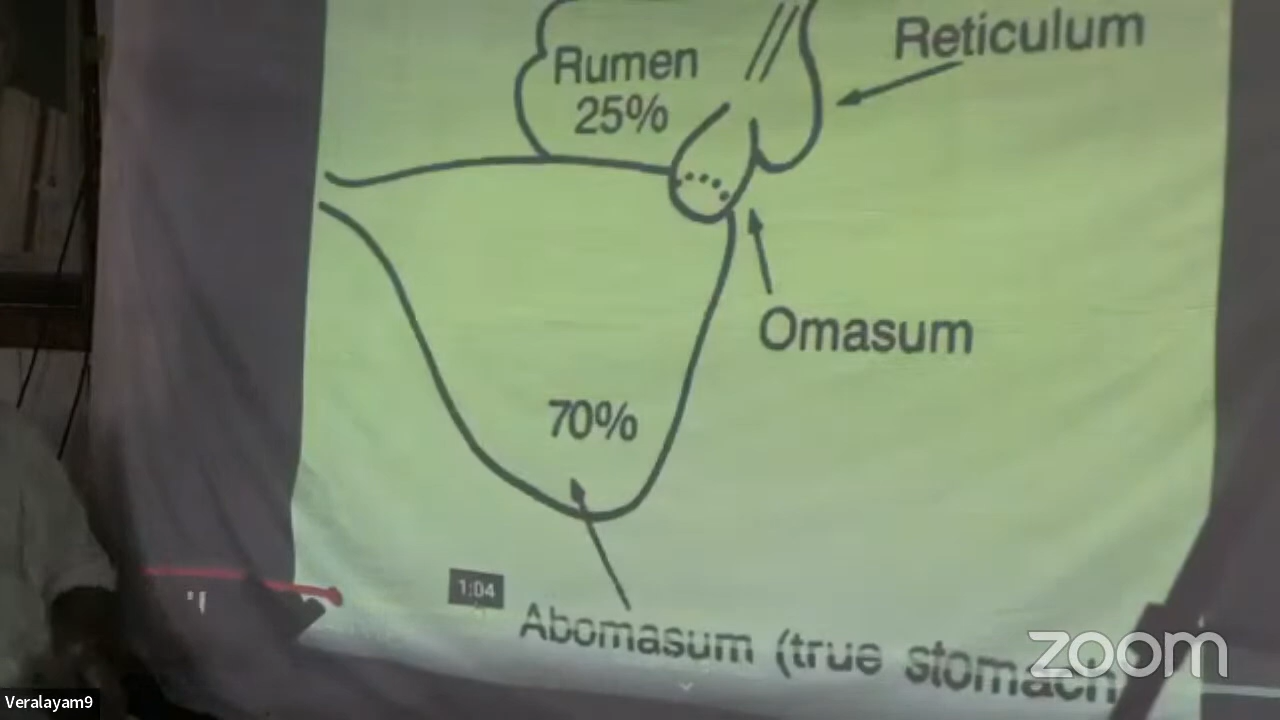 Reticulum
Rumen
25%
Omasum
70%
1:04
Abomasum (true stomach
zoom
Veralayam9